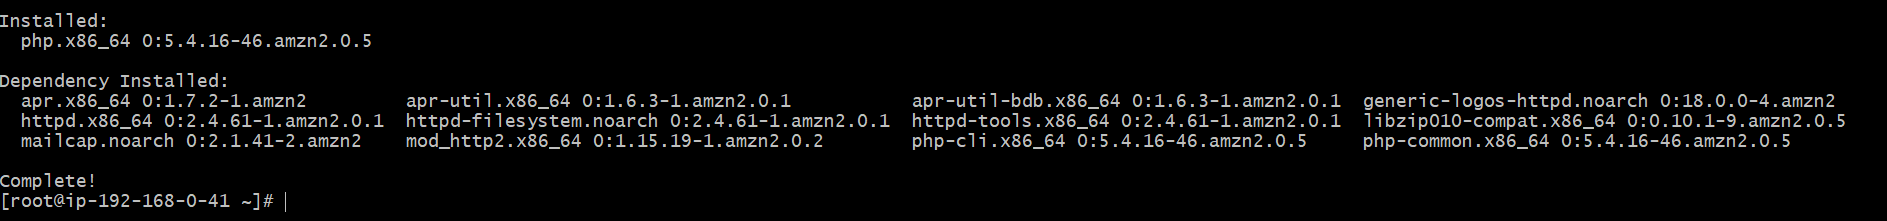 Installed:
  php.x86_64 0:5.4.16-46.amzn2.0.5
Dependency Installed:
  apr.x86_64 0:1.7.2-1.amzn2 apr-util.x86_64 0:1.6.3-1.amzn2.0.1 apr-util-bdb.x86_64 0:1.6.3-1.amzn2.0.1 generic-logos-httpd.noarch 0:18.0.0-4.amzn2
  httpd.x86_64 0:2.4.61-1.amzn2.0.1 httpd-filesystem.noarch 0:2.4.61-1.amzn2.0.1 httpd-tools.x86_64 0:2.4.61-1.amzn2.0.1 libzip010-compat.x86_64 0:0.10.1-9.amzn2.0.5
  mailcap.noarch 0:2.1.41-2.amzn2 mod_http2.x86_64 0:1.15.19-1.amzn2.0.2 php-cli.x86_64 0:5.4.16-46.amzn2.0.5 php-common.x86_64 0:5.4.16-46.amzn2.0.5
Complete!
[root@ip-192-168-0-41 ~]#